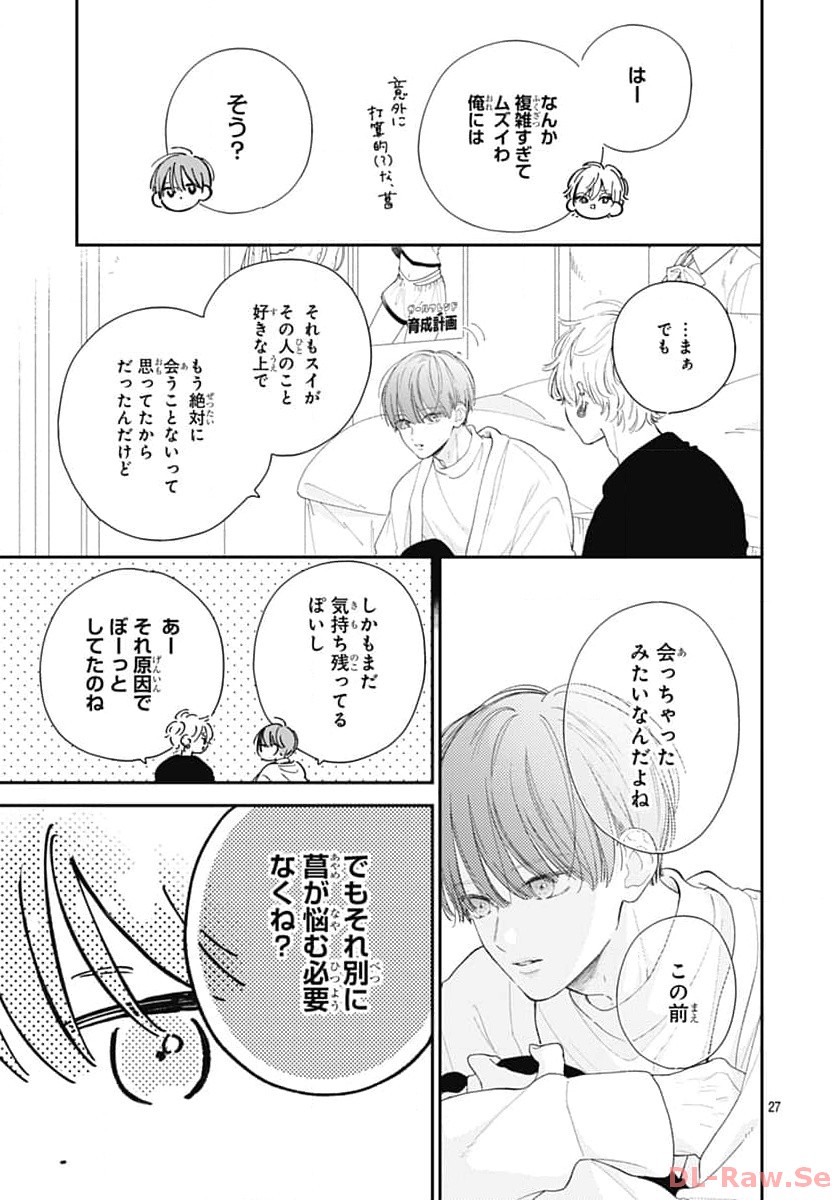 はー
なんか
複雑すぎて
ムズイわ
俺には
意外に
打算的(?)な、菖
そう?
…まぁ
でも
ガールフレンド
育成計画
それもスイが
その人のこと
好きな上で
もう絶対に
会うことないって
思ってたから
だったんだけど
会っちゃった
みたいなんだよね
この前
しかもまだ
気持ち残ってる
ぽいし
あー
それ原因で
ぼーっと
してたのね
でもそれ別に
菖が悩む必要
なくね?
27
DL-Raw.Se